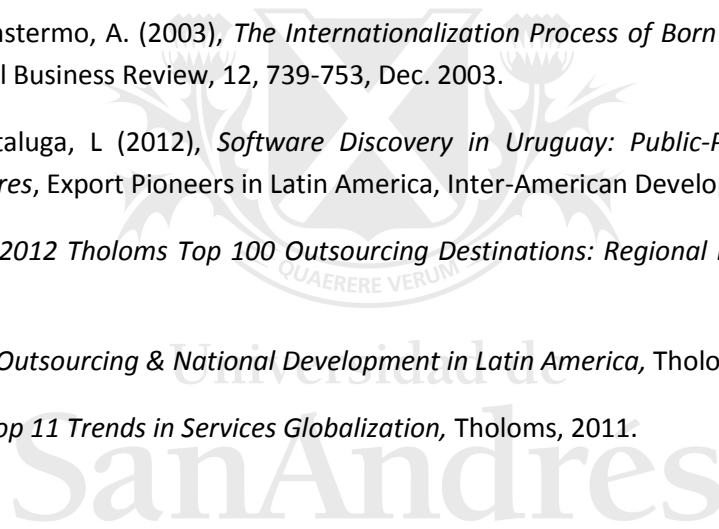 stermo, A. (2003), The Internationalization Process of Born
l Business Review, 12, 739-753, Dec. 2003.
taluga, L (2012), Software Discovery in Uruguay: Public-P
res, Export Pioneers in Latin America, Inter-American Develo
2012 Tholoms Top 100 Outsourcing Destinations: Regional
QUAERERE VERUM
Outsourcing & National Development in Latin America, Tholo
Universidad de
op 11 Trends in Services Globalization, Tholoms, 2011.
SanAndrés